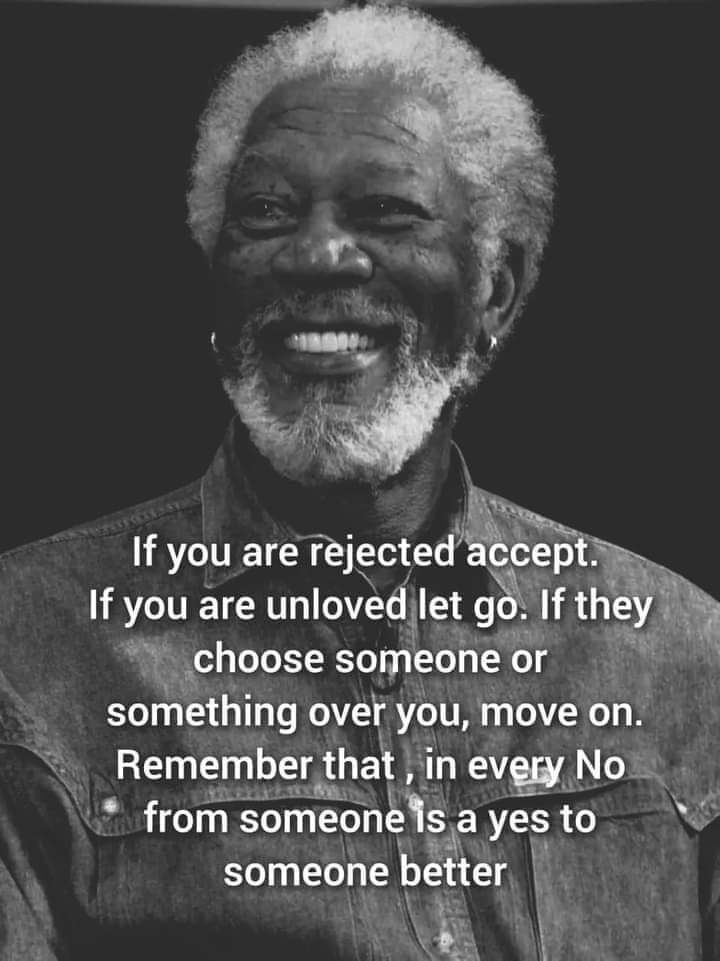 If you are rejected accept.
If you are unloved let go. If they
choose someone or
something over you, move on.
Remember that , in every No
from someone is a yes to
someone better